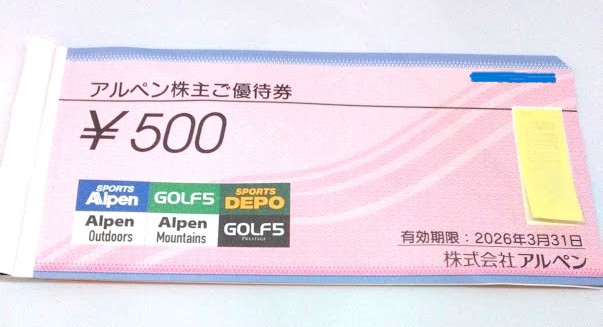 アルペン株主ご優待券
¥500
SPORTS Alpen
GOLF5
SPORTS DEPO
Alpen Outdoors
Alpen Mountains
GOLF5 PRESTIGE
有効期限：2026年3月31日
株式会社アルペン